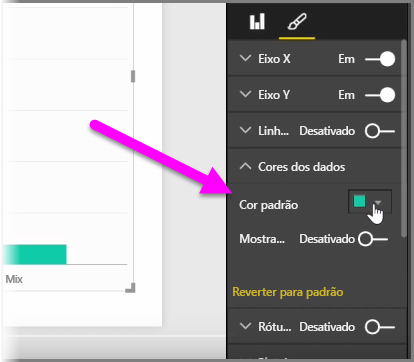 Eixo X Em
Eixo Y Em
Linh... Desativado
Cores dos dados
Cor padrão
Mostra... Desativado
Mix
Reverter para padrão
Rótu... Desativado